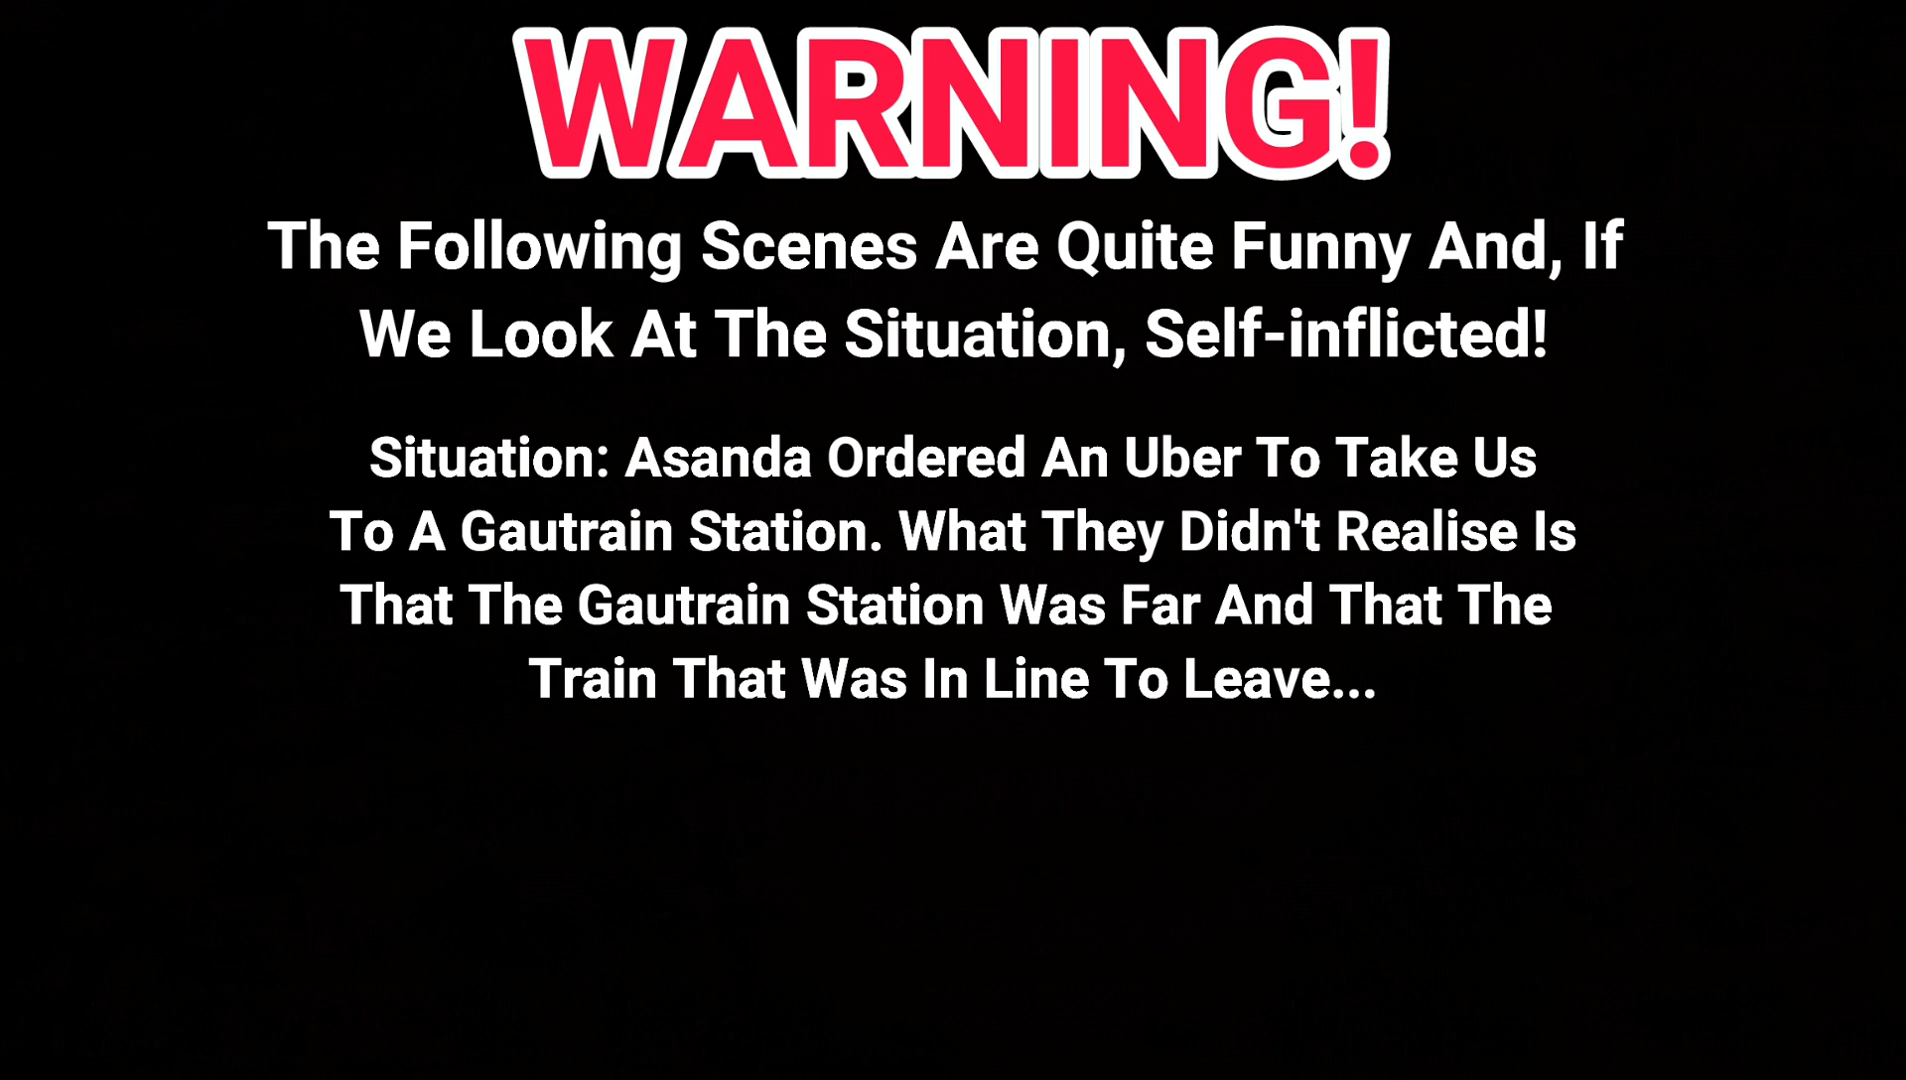 WARNING!
The Following Scenes Are Quite Funny And, If
We Look At The Situation, Self-inflicted!
Situation: Asanda Ordered An Uber To Take Us
To A Gautrain Station. What They Didn't Realise Is
That The Gautrain Station Was Far And That The
Train That Was In Line To Leave...